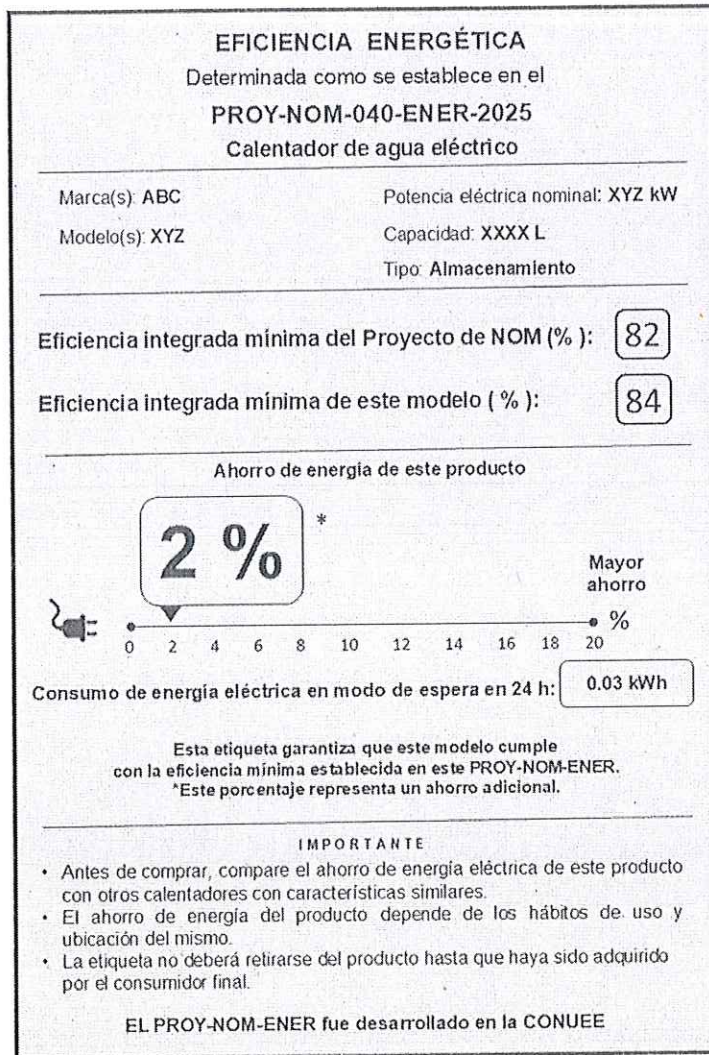 EFICIENCIA ENERGÉTICA
Determinada como se establece en el
PROY-NOM-040-ENER-2025
Calentador de agua eléctrico
Marca(s): ABC
Potencia eléctrica nominal: XYZ kW
Modelo(s): XYZ
Capacidad: XXXX L
Tipo: Almacenamiento
Eficiencia integrada mínima del Proyecto de NOM (% ): 82
Eficiencia integrada mínima de este modelo ( % ): 84
Ahorro de energía de este producto
2 % *
Mayor
ahorro
%
0 2 4 6 8 10 12 14 16 18 20
Consumo de energía eléctrica en modo de espera en 24 h: 0.03 kWh
Esta etiqueta garantiza que este modelo cumple
con la eficiencia mínima establecida en este PROY-NOM-ENER.
*Este porcentaje representa un ahorro adicional.
IMPORTANTE
• Antes de comprar, compare el ahorro de energía eléctrica de este producto
con otros calentadores con características similares.
• El ahorro de energía del producto depende de los hábitos de uso y
ubicación del mismo.
• La etiqueta no deberá retirarse del producto hasta que haya sido adquirido
por el consumidor final.
EL PROY-NOM-ENER fue desarrollado en la CONUEE